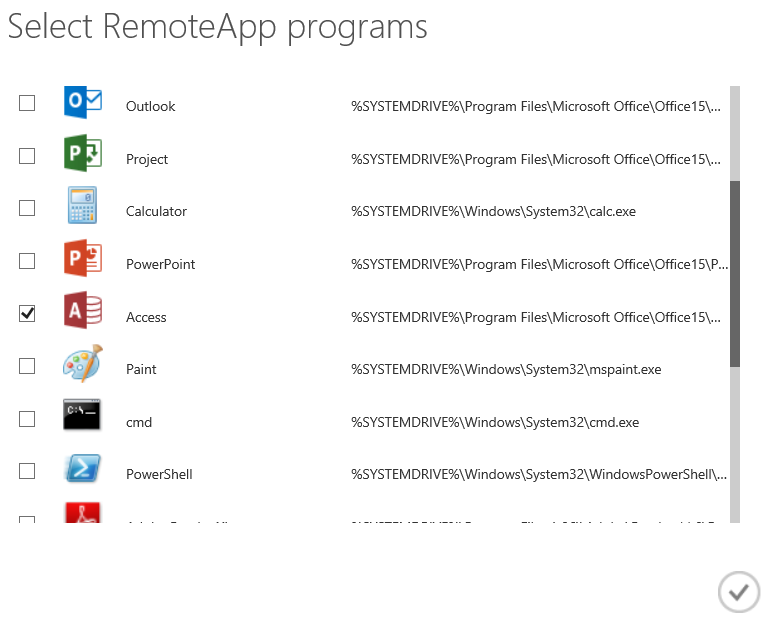 Select RemoteApp programs
Outlook %SYSTEMDRIVE%\Program Files\Microsoft Office\Office15\...
Project %SYSTEMDRIVE%\Program Files\Microsoft Office\Office15\...
Calculator %SYSTEMDRIVE%\Windows\System32\calc.exe
PowerPoint %SYSTEMDRIVE%\Program Files\Microsoft Office\Office15\P...
Access %SYSTEMDRIVE%\Program Files\Microsoft Office\Office15\...
Paint %SYSTEMDRIVE%\Windows\System32\mspaint.exe
cmd %SYSTEMDRIVE%\Windows\System32\cmd.exe
PowerShell %SYSTEMDRIVE%\Windows\System32\WindowsPowerShell\...